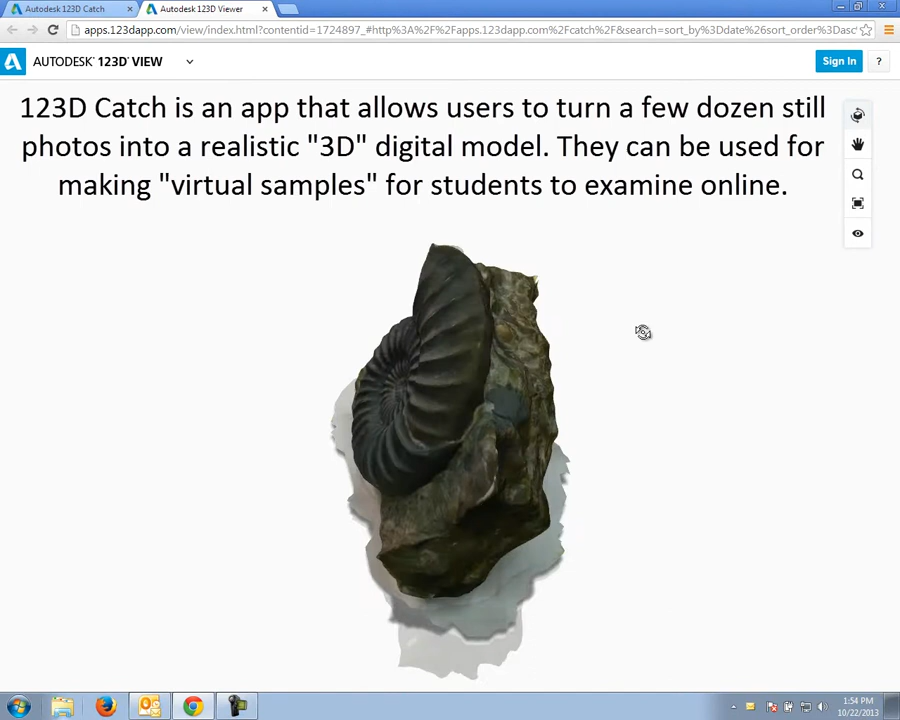 Autodesk 123D Catch
Autodesk 123D Viewer
apps.123dapp.com/view/index.html?contentid=1724897_#http%3A%2F%2Fapps.123dapp.com%2Fcatch%2F&search=sort_by%3Ddate%26sort_order%3Dasc
AUTODESK® 123D® VIEW
Sign In
?
123D Catch is an app that allows users to turn a few dozen still
photos into a realistic "3D" digital model. They can be used for
making "virtual samples" for students to examine online.
1:54 PM
10/22/2013